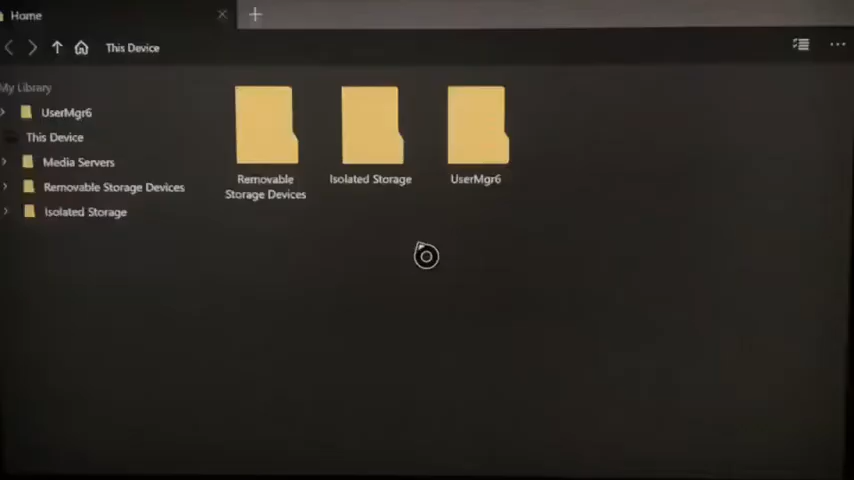 Home
This Device
My Library
UserMgr6
This Device
Media Servers
Removable Storage Devices
Isolated Storage
Removable
Storage Devices
Isolated Storage
UserMgr6